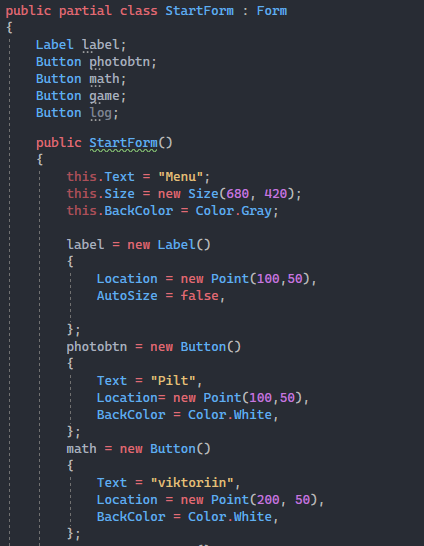 public partial class StartForm : Form
{
Label label;
Button photobtn;
Button math;
Button game;
Button log;
public StartForm()
{
this.Text = "Menu";
this.Size = new Size(680, 420);
this.BackColor = Color.Gray;
label = new Label()
{
Location = new Point(100,50),
AutoSize = false,
};
photobtn = new Button()
{
Text = "Pilt",
Location= new Point(100,50),
BackColor = Color.White,
};
math = new Button()
{
Text = "viktoriin",
Location = new Point(200, 50),
BackColor = Color.White,
};